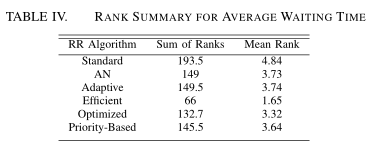 TABLE IV. RANK SUMMARY FOR AVERAGE WAITING TIME
RR Algorithm Sum of Ranks Mean Rank
Standard 193.5 4.84
AN 149 3.73
Adaptive 149.5 3.74
Efficient 66 1.65
Optimized 132.7 3.32
Priority-Based 145.5 3.64